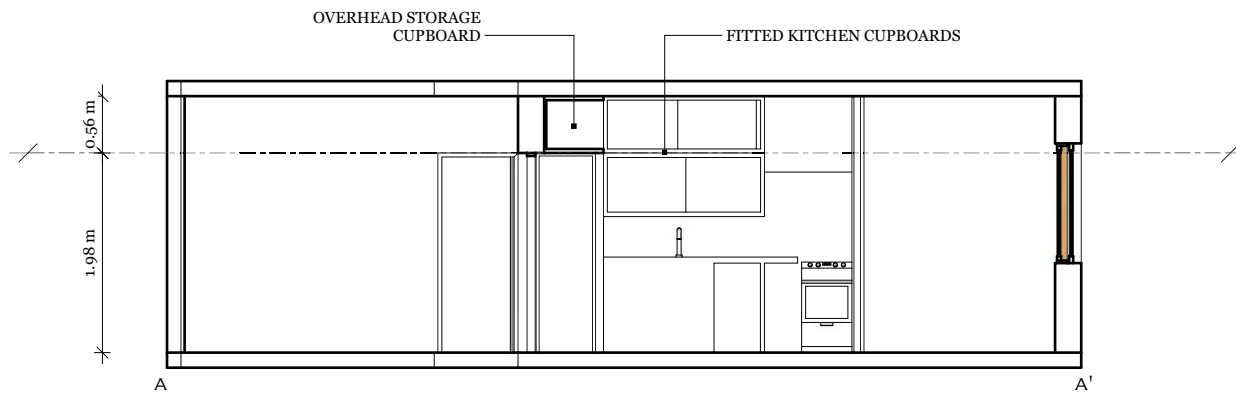 OVERHEAD STORAGE
CUPBOARD
FITTED KITCHEN CUPBOARDS
0.56 m
1.98 m
A
A'